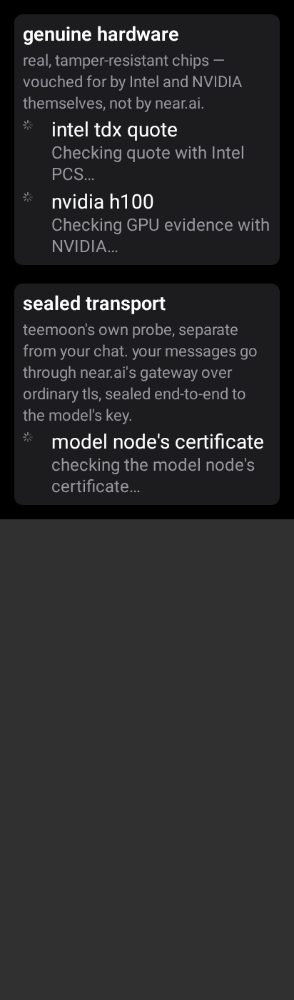 genuine hardware
real, tamper-resistant chips —
vouched for by Intel and NVIDIA
themselves, not by near.ai.
intel tdx quote
Checking quote with Intel
PCS…
nvidia h100
Checking GPU evidence with
NVIDIA…
sealed transport
teemoon's own probe, separate
from your chat. your messages go
through near.ai's gateway over
ordinary tls, sealed end-to-end to
the model's key.
model node's certificate
checking the model node's
certificate…